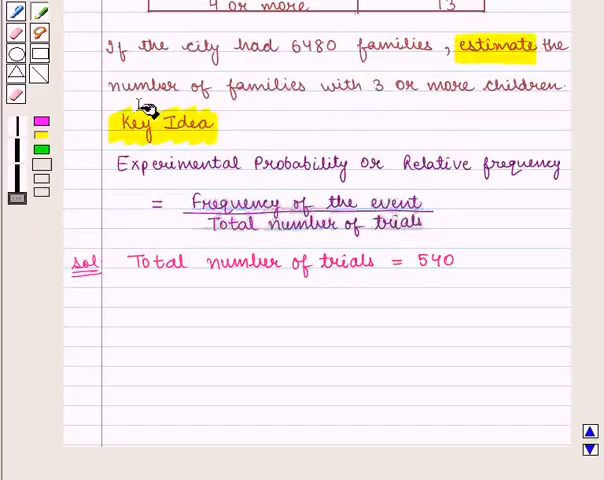 4 or more 13
If the city had 6480 families, estimate the
number of families with 3 or more children.
Key Idea
Experimental Probability or Relative frequency
= Frequency of the event
Total number of trials
Sol Total number of trials = 540